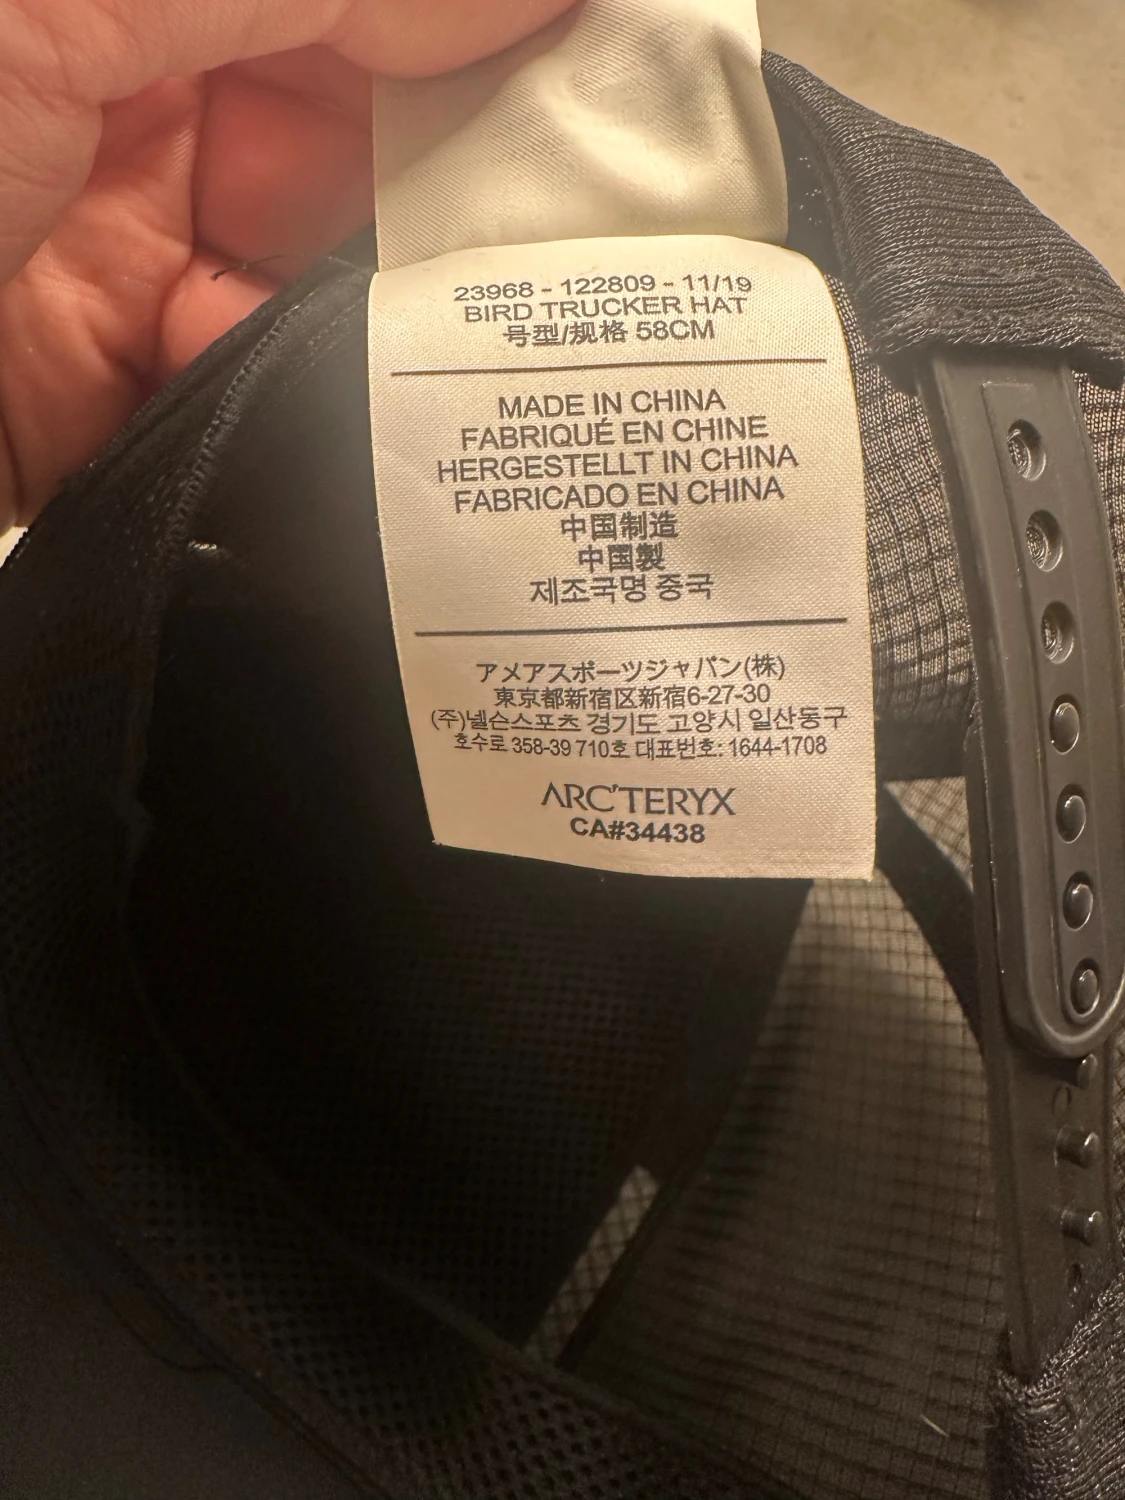 23968 - 122809 - 11/19
BIRD TRUCKER HAT
号型/规格 58CM
MADE IN CHINA
FABRIQUÉ EN CHINE
HERGESTELLT IN CHINA
FABRICADO EN CHINA
中国制造
中国製
제조국명 중국
アメアスポーツジャパン(株)
東京都新宿区新宿6-27-30
(주)넬슨스포츠 경기도 고양시 일산동구
호수로 358-39 710호 대표번호: 1644-1708
ARC'TERYX
CA#34438